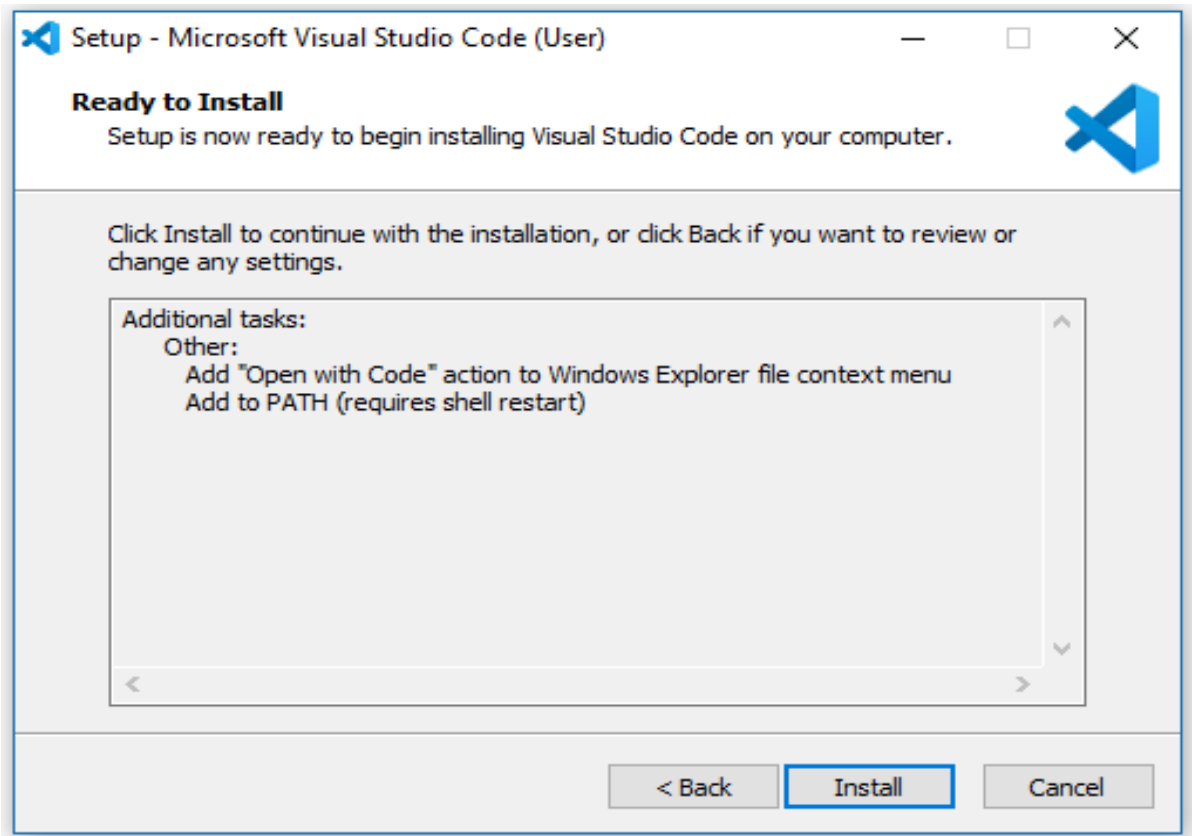 Setup - Microsoft Visual Studio Code (User)
Ready to Install
Setup is now ready to begin installing Visual Studio Code on your computer.
Click Install to continue with the installation, or click Back if you want to review or
change any settings.
Additional tasks:
Other:
Add "Open with Code" action to Windows Explorer file context menu
Add to PATH (requires shell restart)
< Back
Install
Cancel